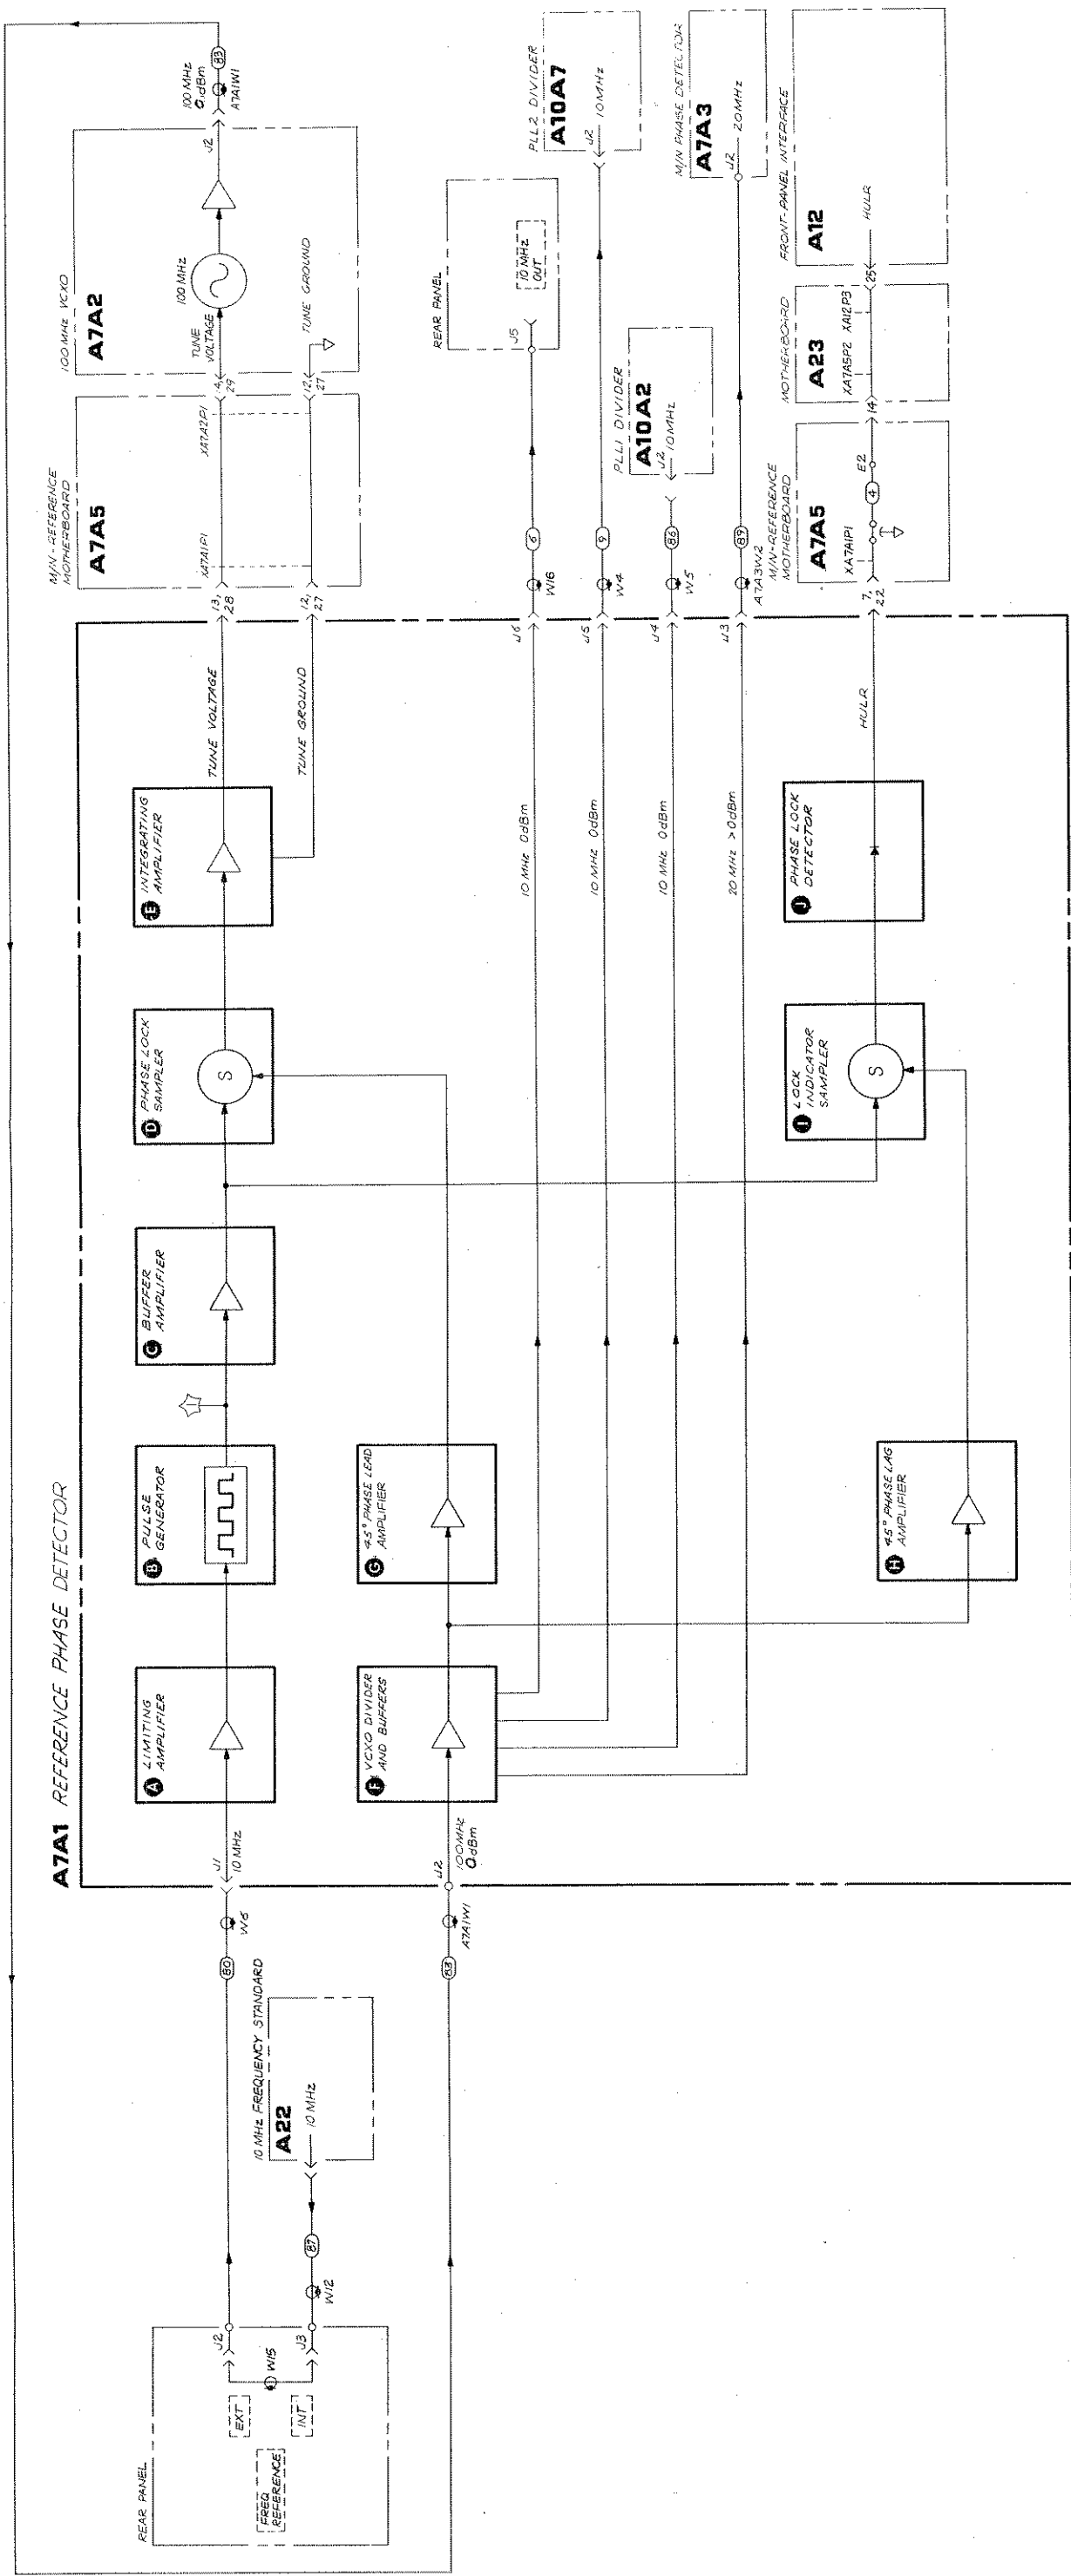 A7A1 REFERENCE PHASE DETECTOR
REAR PANEL
FREQ
REFERENCE
EXT
INT
J2
J3
W15
W12
87
10 MHz FREQUENCY STANDARD
A22
10 MHz
80
W6
J1
10 MHz
83
A7A1W1
J2
100MHz
0dBm
A LIMITING
AMPLIFIER
B PULSE
GENERATOR
1
C BUFFER
AMPLIFIER
D PHASE LOCK
SAMPLER
S
E INTEGRATING
AMPLIFIER
TUNE VOLTAGE
TUNE GROUND
13,
28
12,
27
F VCXO DIVIDER
AND BUFFERS
G 45° PHASE LEAD
AMPLIFIER
H 45° PHASE LAG
AMPLIFIER
I LOCK
INDICATOR
SAMPLER
S
J PHASE LOCK
DETECTOR
HULR
10 MHz 0dBm
10 MHz 0dBm
10 MHz 0dBm
20 MHz >0dBm
M/N-REFERENCE
MOTHERBOARD
A7A5
XA7A1P1
XA7A2P1
4,
29
12,
27
100 MHz VCXO
A7A2
TUNE
VOLTAGE
100 MHz
TUNE GROUND
J2
100 MHz
0dBm
83
A7A1W1
J6
W16
6
REAR PANEL
J5
10 MHz
OUT
J5
W4
9
PLL2 DIVIDER
A10A7
J2
10MHz
J4
W5
86
PLL1 DIVIDER
A10A2
J2
10MHz
J3
A7A3W2
89
M/N PHASE DETECTOR
A7A3
J2
20MHz
7,
22
M/N-REFERENCE
MOTHERBOARD
A7A5
XA7A1P1
4
E2
14
MOTHERBOARD
A23
XA7A5P2 XA12P3
25
FRONT-PANEL INTERFACE
A12
HULR